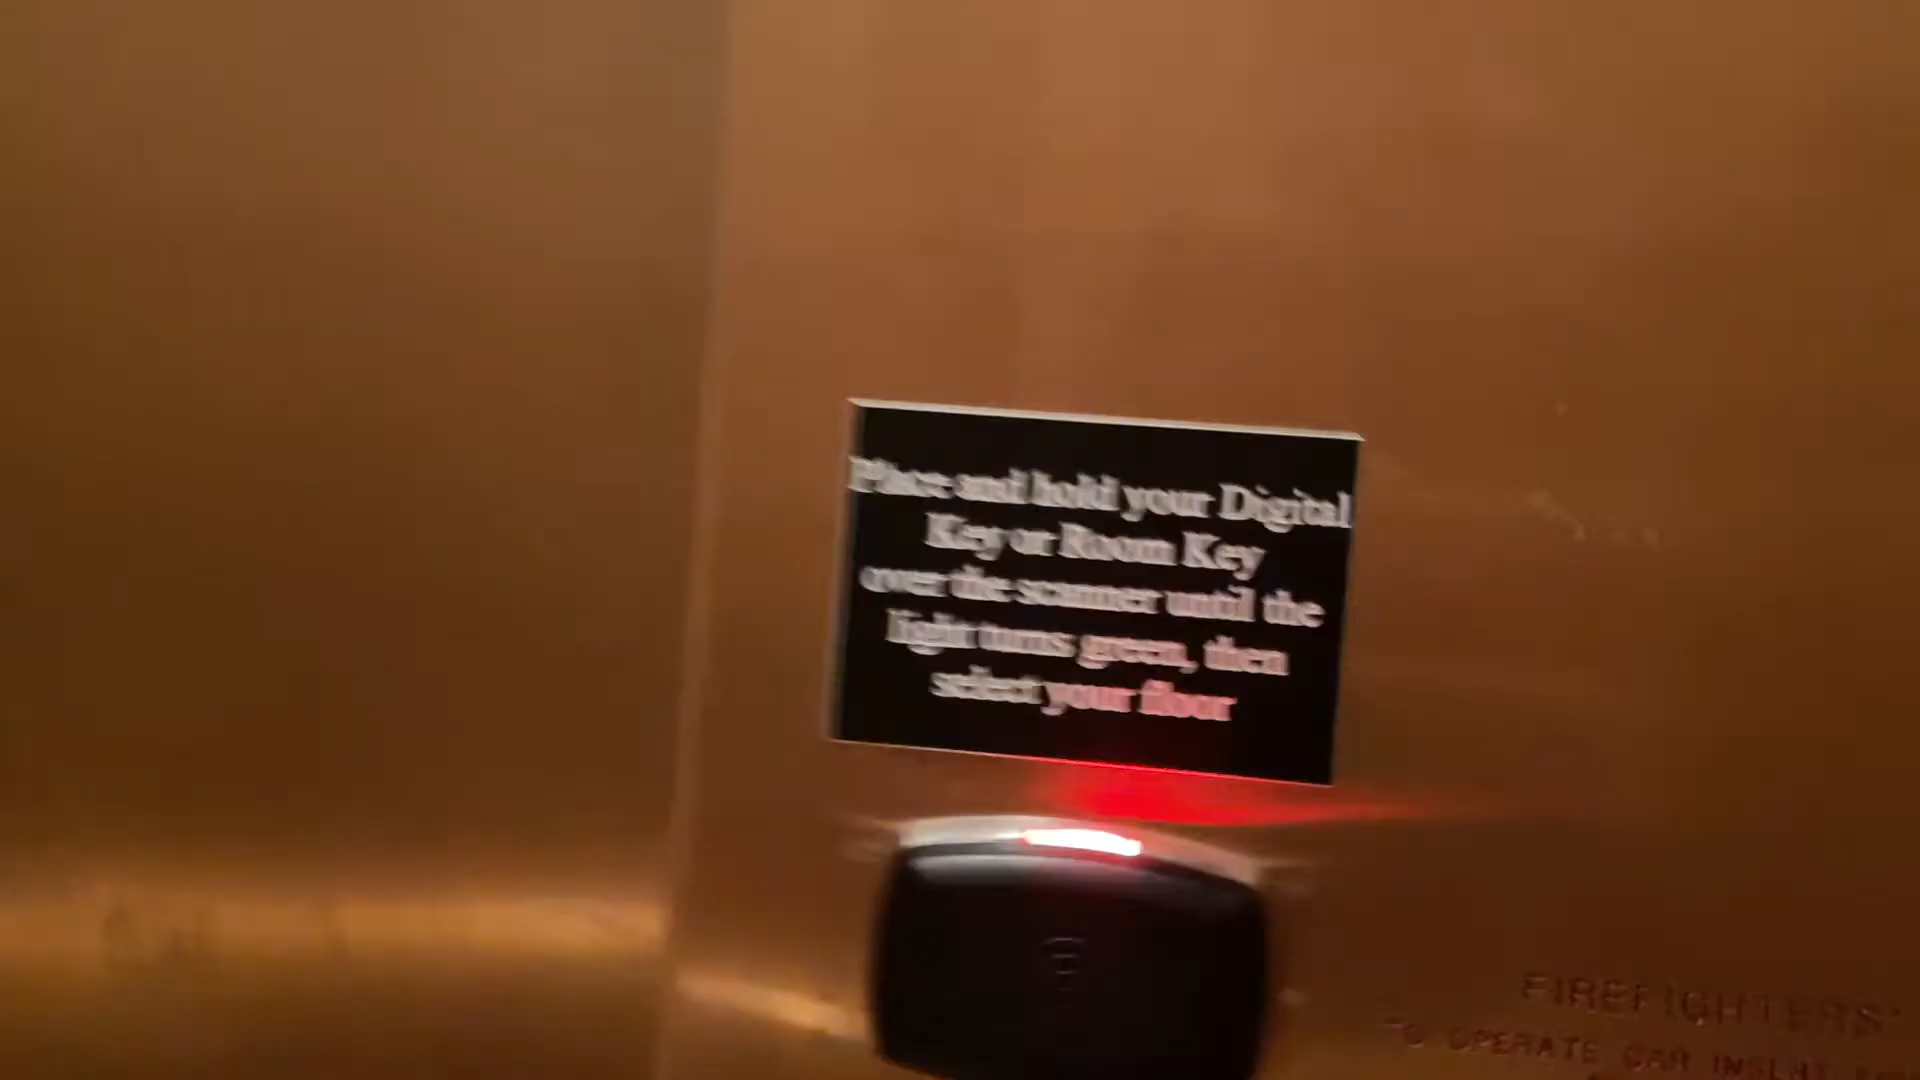 Place and hold your Digital
Key or Room Key
over the scanner until the
light turns green, then
select your floor
FIREFIGHTERS'
TO OPERATE CAR INSERT